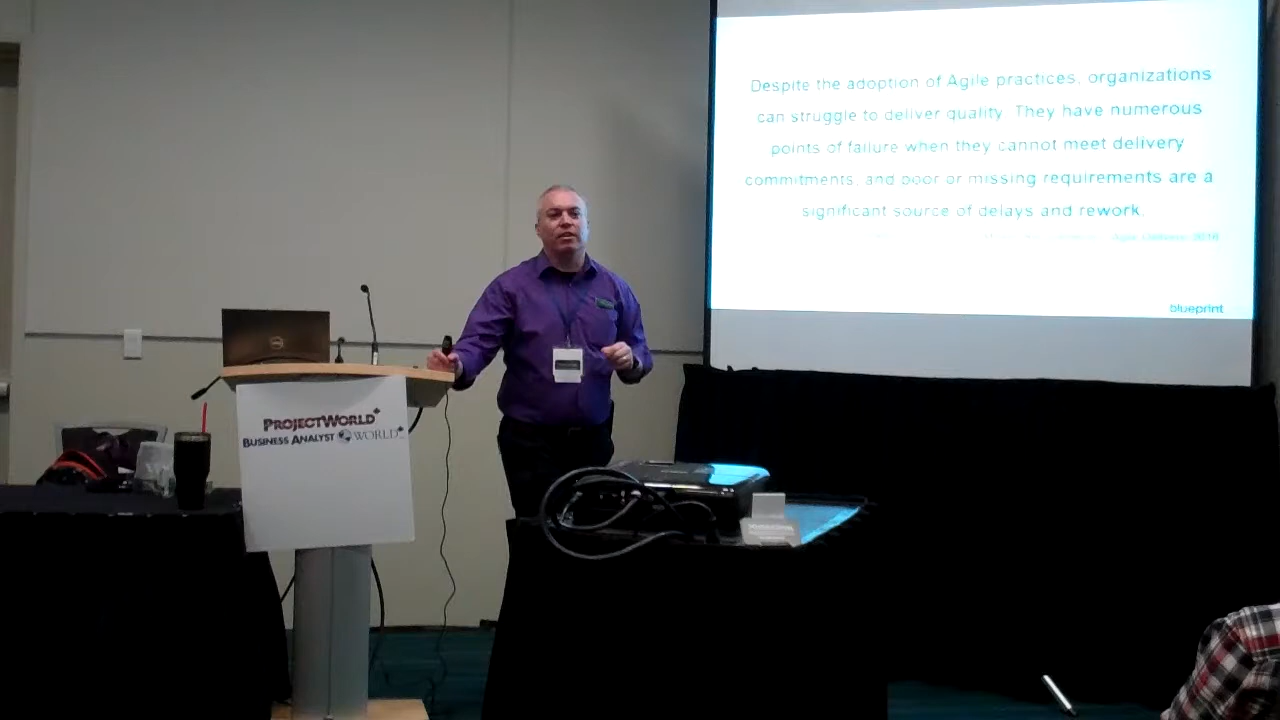 Despite the adoption of Agile practices, organizations
can struggle to deliver quality. They have numerous
points of failure when they cannot meet delivery
commitments, and poor or missing requirements are a
significant source of delays and rework.
Agile 2016
blueprint
PROJECTWORLD
BUSINESS ANALYST WORLD
DELL